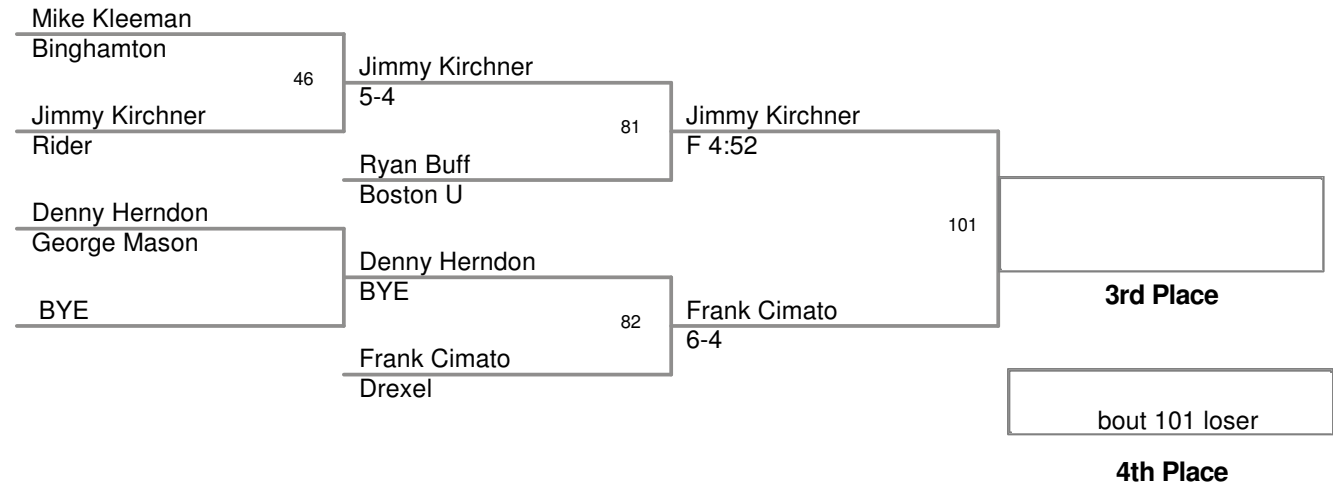 Mike Kleeman
Binghamton
46
Jimmy Kirchner
Rider
Denny Herndon
George Mason
BYE
Jimmy Kirchner
5-4
81
Ryan Buff
Boston U
Denny Herndon
BYE
82
Frank Cimato
Drexel
Jimmy Kirchner
F 4:52
101
Frank Cimato
6-4
3rd Place
bout 101 loser
4th Place